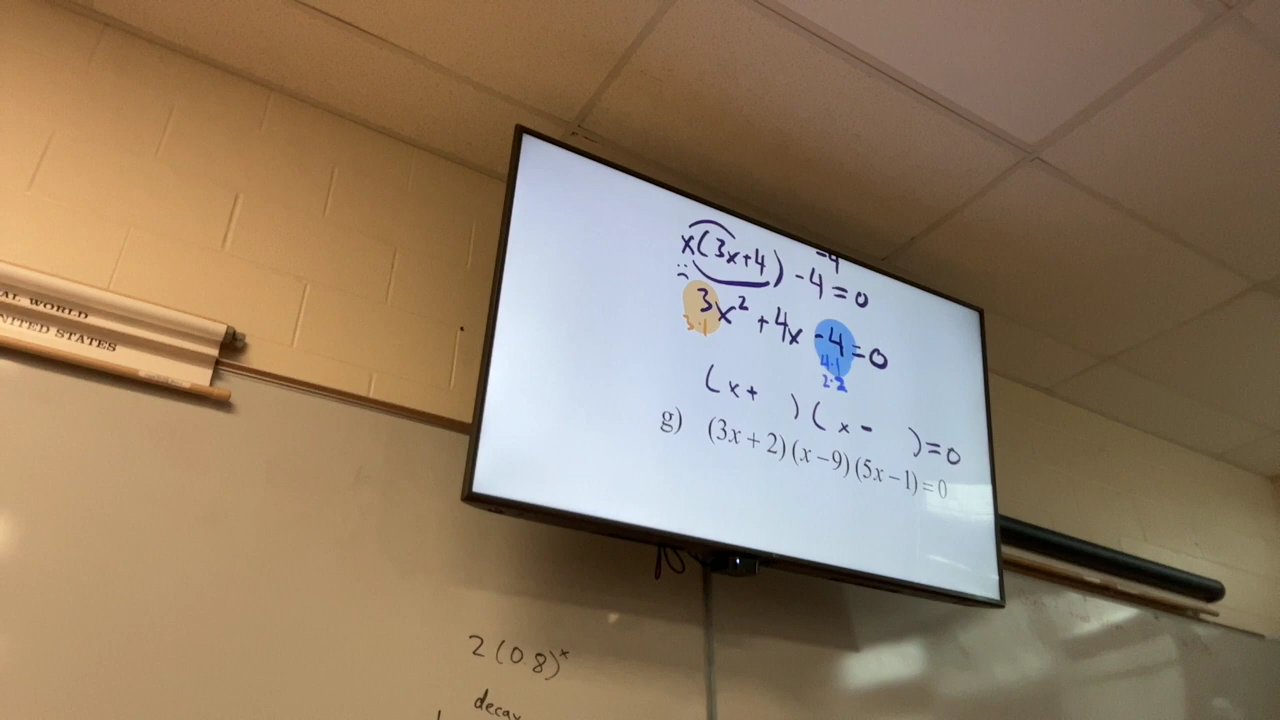 -4
x(3x+4) -4=0
3x² +4x -4=0
3·1
4·1
2·2
(x+ )(x- )=0
g) (3x+2)(x-9)(5x-1)=0
AL WORLD
NITED STATES
2(0.8)ˣ
decay